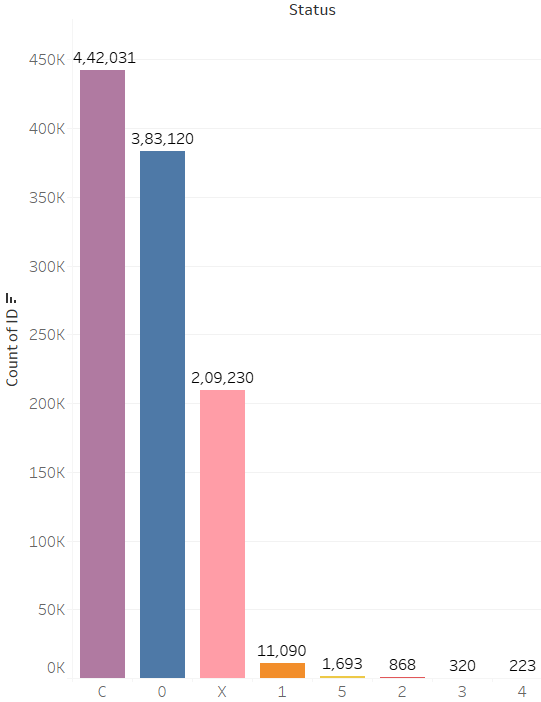 Status
Count of ID
450K
400K
350K
300K
250K
200K
150K
100K
50K
0K
4,42,031
3,83,120
2,09,230
11,090
1,693
868
320
223
C 0 X 1 5 2 3 4